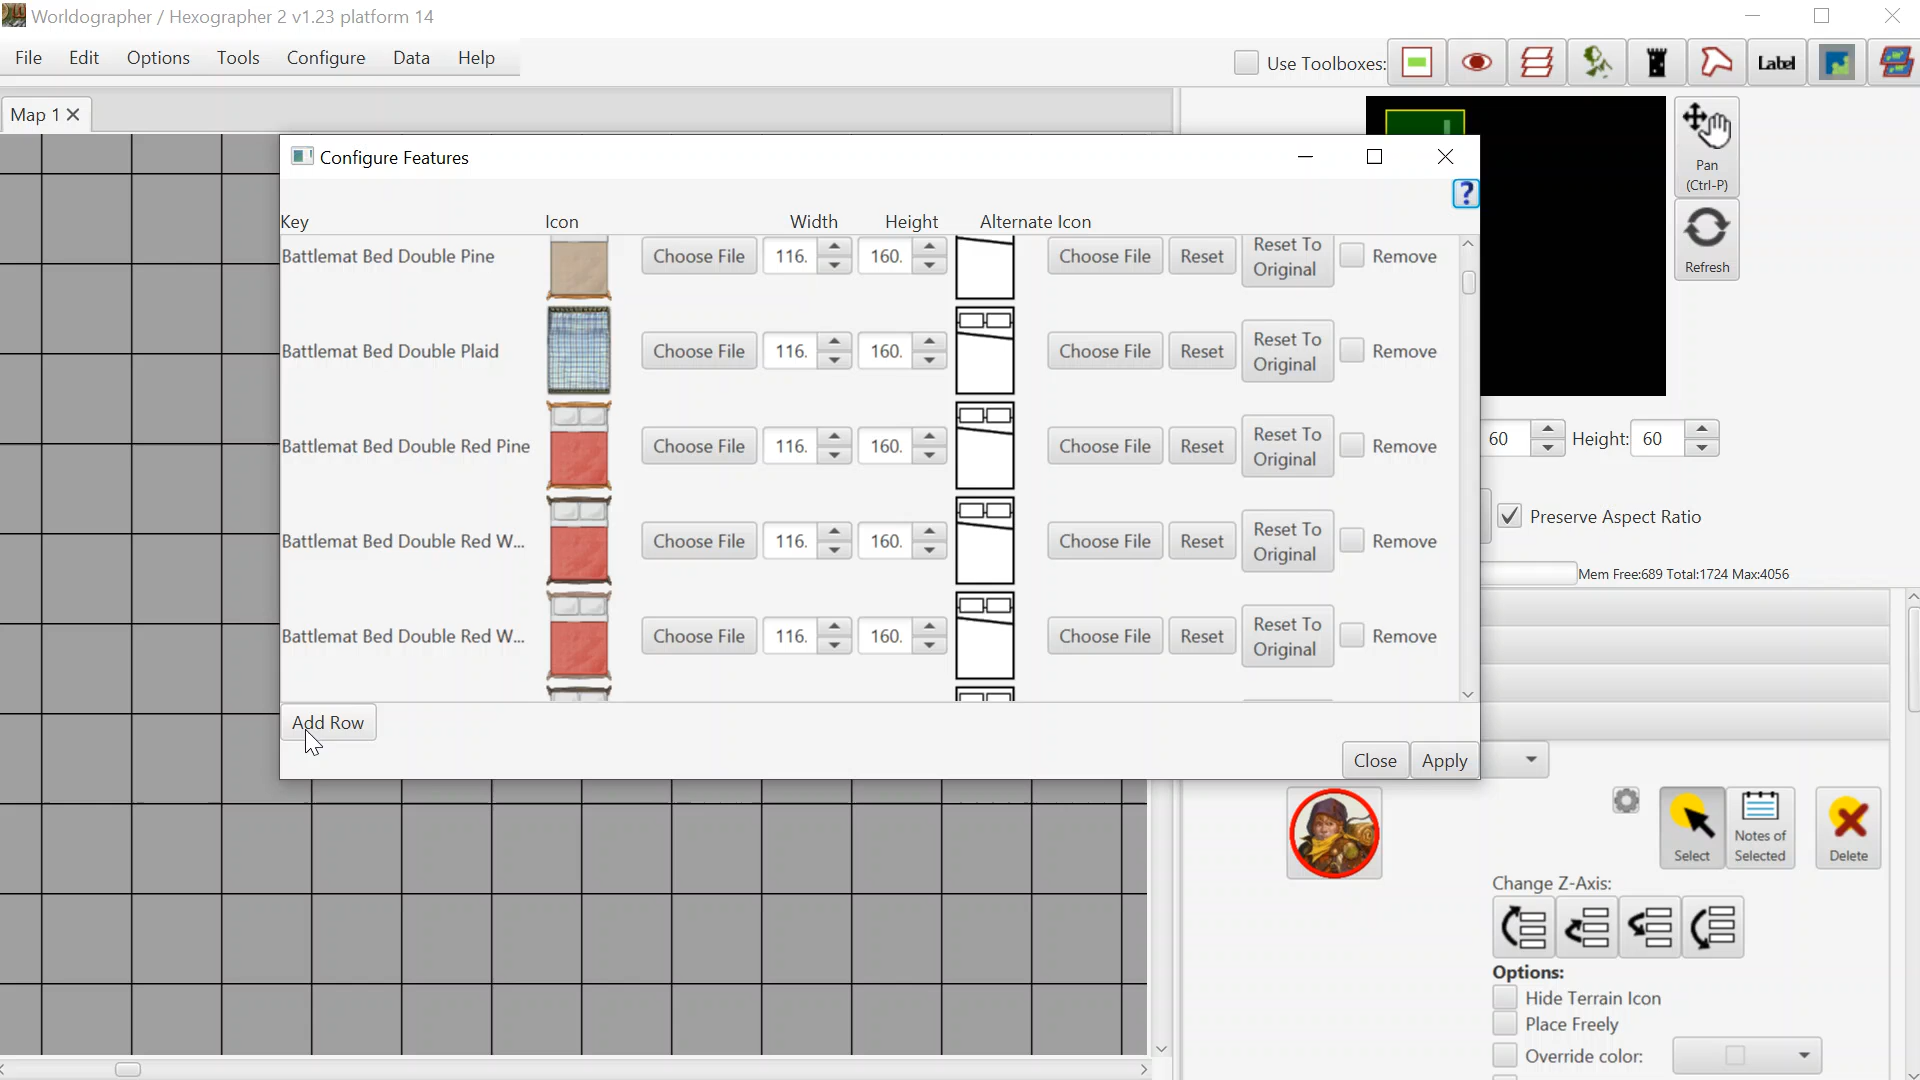 Worldographer / Hexographer 2 v1.23 platform 14
File Edit Options Tools Configure Data Help
Use Toolboxes: Label
Map 1
Configure Features
?
Pan
(Ctrl-P)
Refresh
Key Icon Width Height Alternate Icon
Battlemat Bed Double Pine Choose File 116. 160. Choose File Reset Reset To Original Remove
Battlemat Bed Double Plaid Choose File 116. 160. Choose File Reset Reset To Original Remove
Battlemat Bed Double Red Pine Choose File 116. 160. Choose File Reset Reset To Original Remove
Battlemat Bed Double Red W... Choose File 116. 160. Choose File Reset Reset To Original Remove
Battlemat Bed Double Red W... Choose File 116. 160. Choose File Reset Reset To Original Remove
Add Row
Close Apply
60 Height: 60
Preserve Aspect Ratio
Mem Free:689 Total:1724 Max:4056
Select
Notes of
Selected
Delete
Change Z-Axis:
Options:
Hide Terrain Icon
Place Freely
Override color: